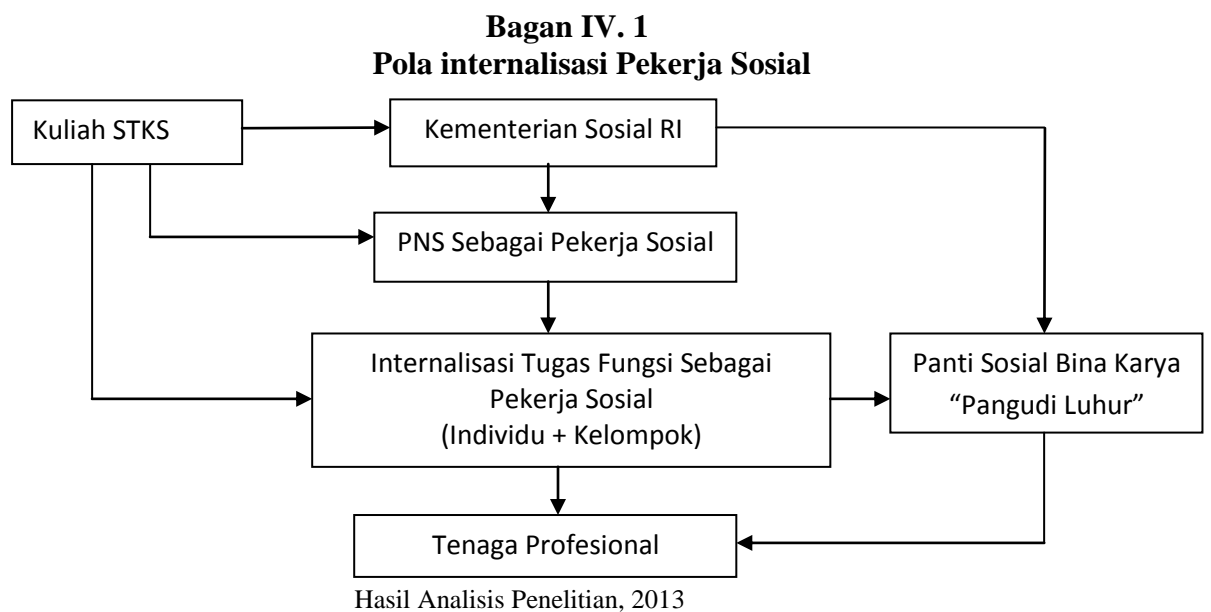 Bagan IV. 1
Pola internalisasi Pekerja Sosial
Kuliah STKS
Kementerian Sosial RI
PNS Sebagai Pekerja Sosial
Internalisasi Tugas Fungsi Sebagai
Pekerja Sosial
(Individu + Kelompok)
Panti Sosial Bina Karya
“Pangudi Luhur”
Tenaga Profesional
Hasil Analisis Penelitian, 2013